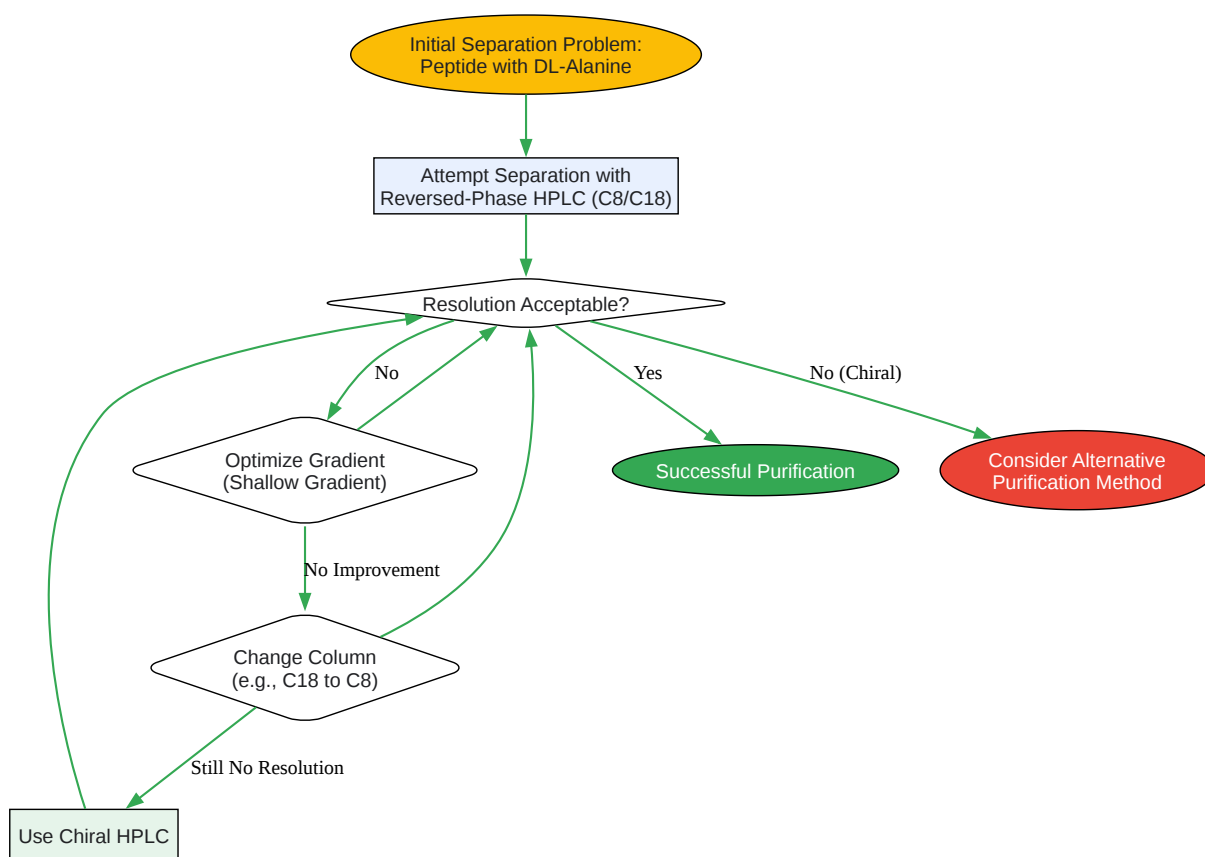 Initial Separation Problem:
Peptide with DL-Alanine
Attempt Separation with
Reversed-Phase HPLC (C8/C18)
Resolution Acceptable?
No
Yes
No (Chiral)
Optimize Gradient
(Shallow Gradient)
Successful Purification
Consider Alternative
Purification Method
No Improvement
Change Column
(e.g., C18 to C8)
Still No Resolution
Use Chiral HPLC